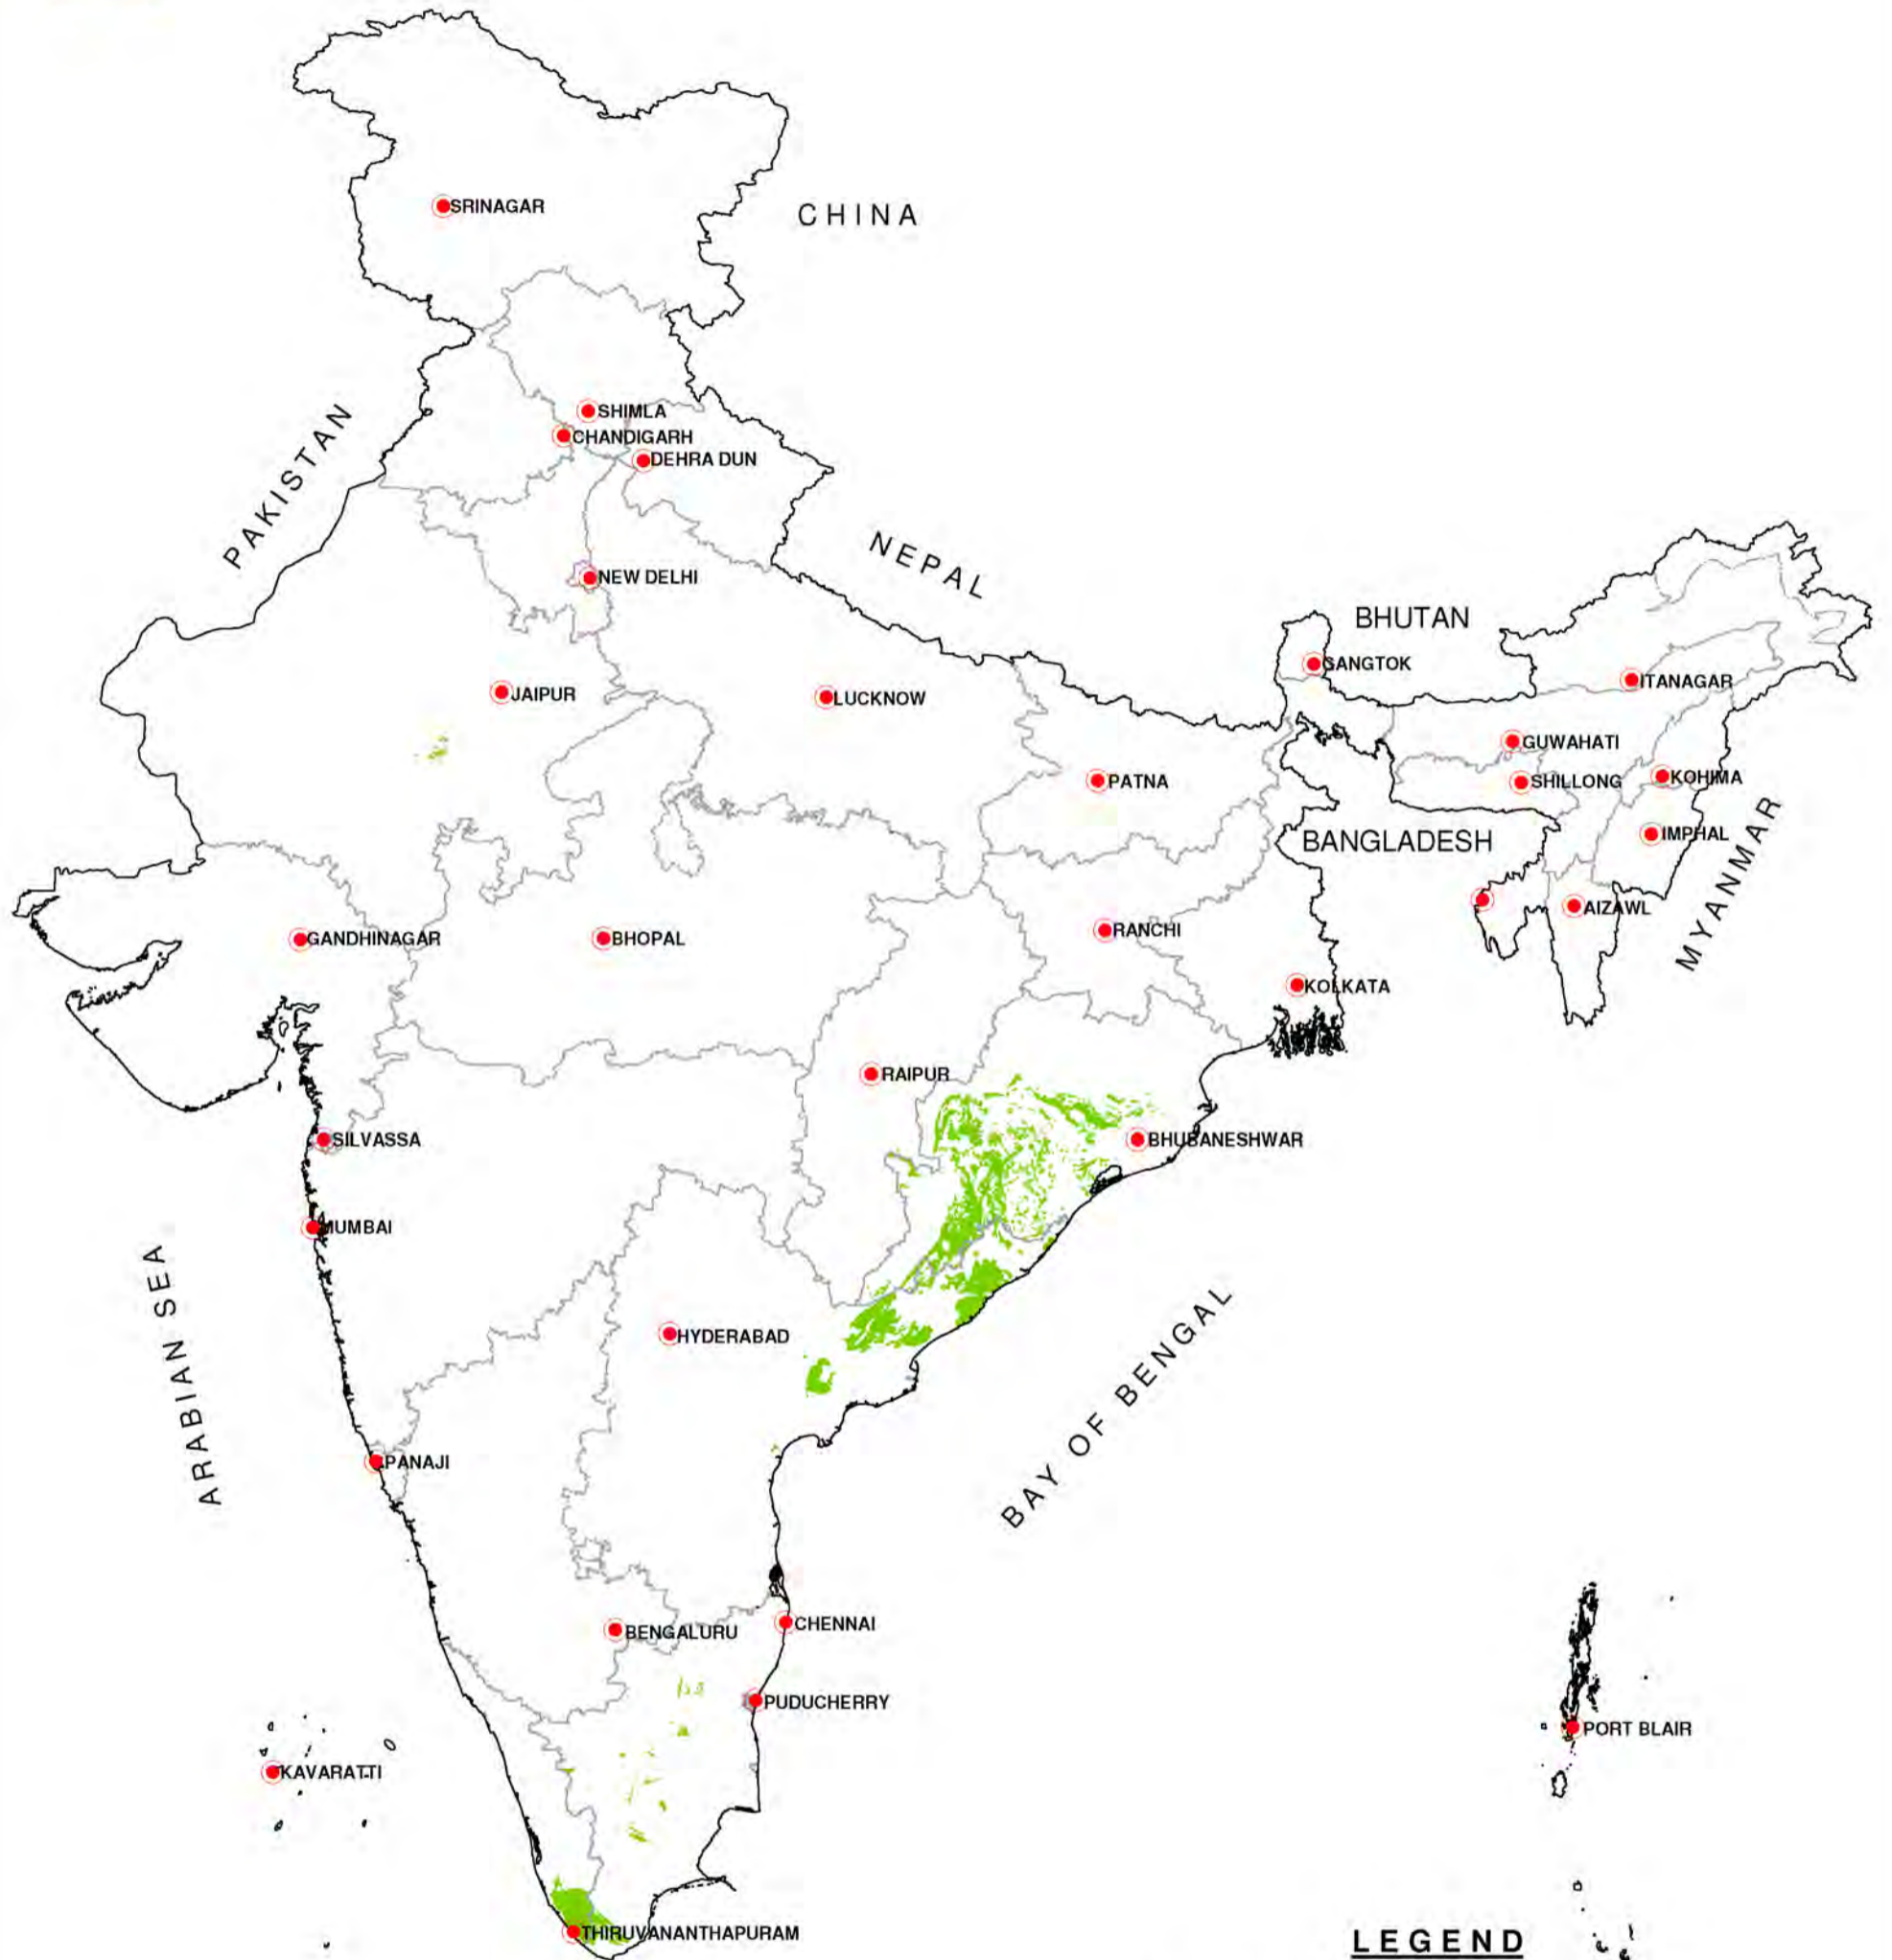 SRINAGAR
CHINA
SHIMLA
CHANDIGARH
DEHRA DUN
PAKISTAN
NEPAL
NEW DELHI
BHUTAN
GANGTOK
ITANAGAR
JAIPUR
LUCKNOW
GUWAHATI
PATNA
SHILLONG
KOHIMA
BANGLADESH
IMPHAL
MYANMAR
AIZAWL
GANDHINAGAR
BHOPAL
RANCHI
KOLKATA
RAIPUR
SILVASSA
BHUBANESHWAR
MUMBAI
ARABIAN SEA
HYDERABAD
BAY OF BENGAL
PANAJI
BENGALURU
CHENNAI
PUDUCHERRY
PORT BLAIR
KAVARATTI
THIRUVANANTHAPURAM
LEGEND